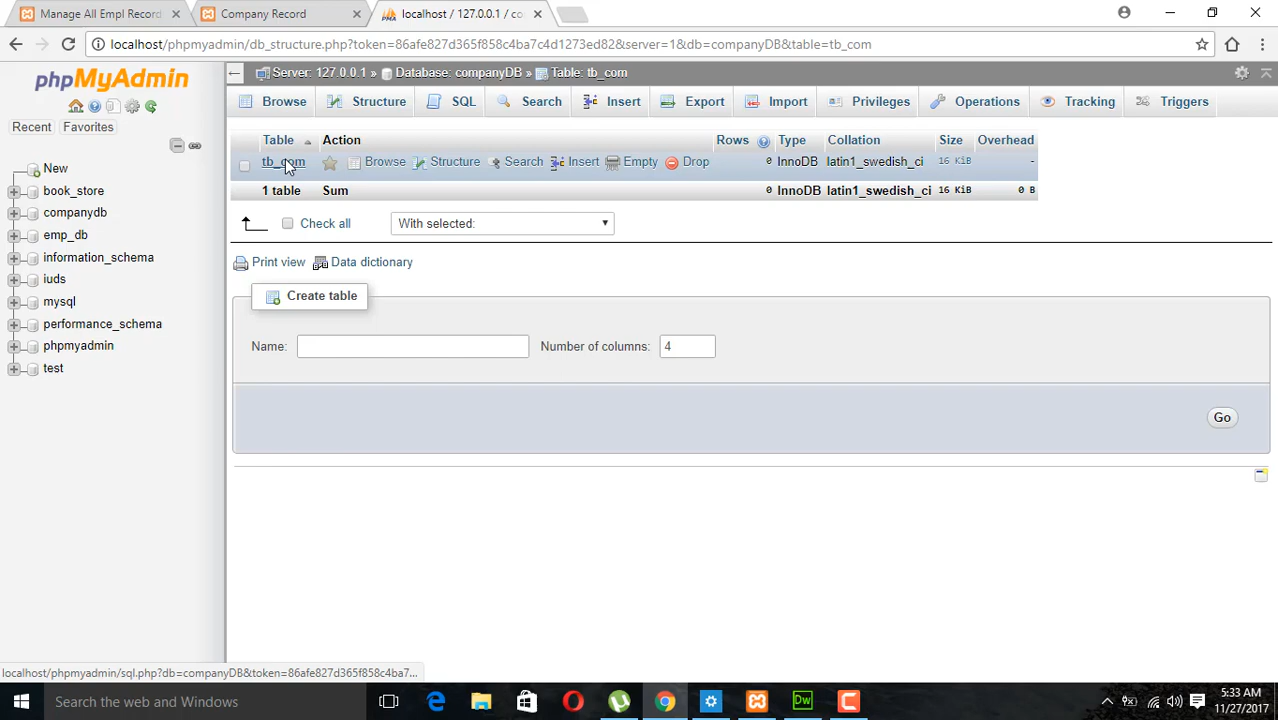 Manage All Empl Record
Company Record
localhost / 127.0.0.1 / co
localhost/phpmyadmin/db_structure.php?token=86afe827d365f858c4ba7c4d1273ed82&server=1&db=companyDB&table=tb_com
phpMyAdmin
Recent Favorites
New
book_store
companydb
emp_db
information_schema
iuds
mysql
performance_schema
phpmyadmin
test
Server: 127.0.0.1 » Database: companyDB » Table: tb_com
Browse Structure SQL Search Insert Export Import Privileges Operations Tracking Triggers
Table Action Rows Type Collation Size Overhead
tb_com Browse Structure Search Insert Empty Drop 0 InnoDB latin1_swedish_ci 16 KiB -
1 table Sum 0 InnoDB latin1_swedish_ci 16 KiB 0 B
Check all With selected:
Print view Data dictionary
Create table
Name: Number of columns: 4
Go
localhost/phpmyadmin/sql.php?db=companyDB&token=86afe827d365f858c4ba7...
Search the web and Windows
5:33 AM
11/27/2017